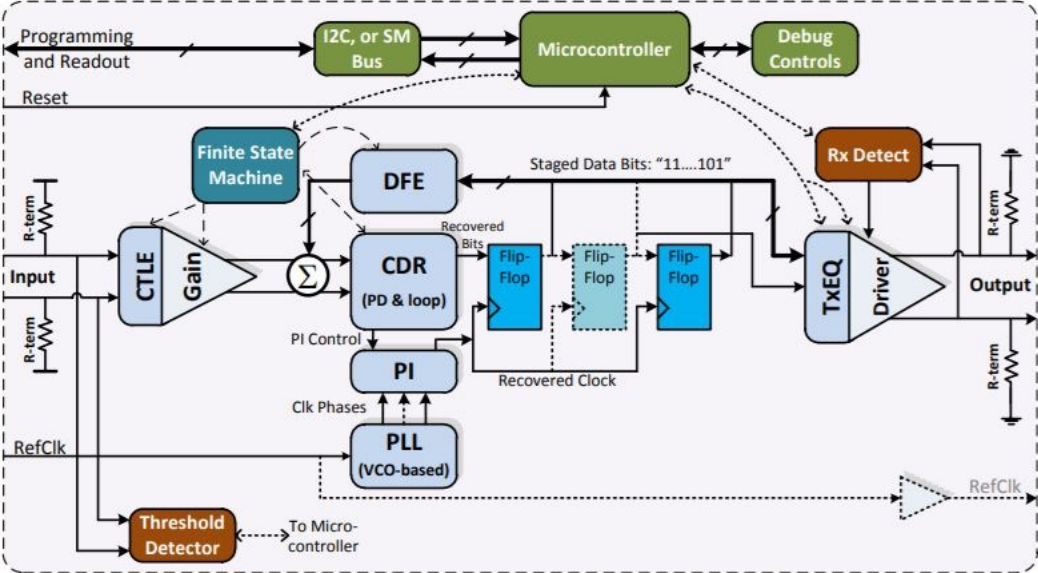 Programming
and Readout
I2C, or SM
Bus
Microcontroller
Debug
Controls
Reset
Finite State
Machine
DFE
Staged Data Bits: “11....101”
Rx Detect
R-term
R-term
Recovered
Bits
Input
CTLE
Gain
Σ
CDR
(PD & loop)
Flip-
Flop
Flip-
Flop
Flip-
Flop
TxEQ
Driver
Output
R-term
R-term
PI Control
PI
Recovered Clock
Clk Phases
RefClk
PLL
(VCO-based)
RefClk
Threshold
Detector
To Micro-
controller